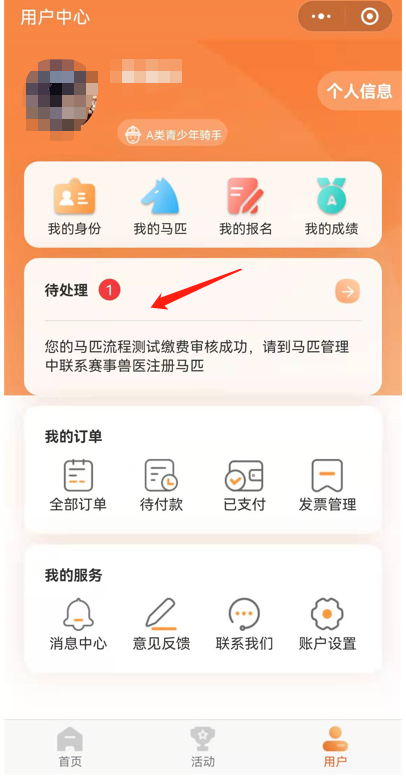 用户中心
个人信息
A类青少年骑手
我的身份 我的马匹 我的报名 我的成绩
待处理 1
您的马匹流程测试缴费审核成功，请到马匹管理
中联系赛事兽医注册马匹
我的订单
全部订单 待付款 已支付 发票管理
我的服务
消息中心 意见反馈 联系我们 账户设置
首页 活动 用户